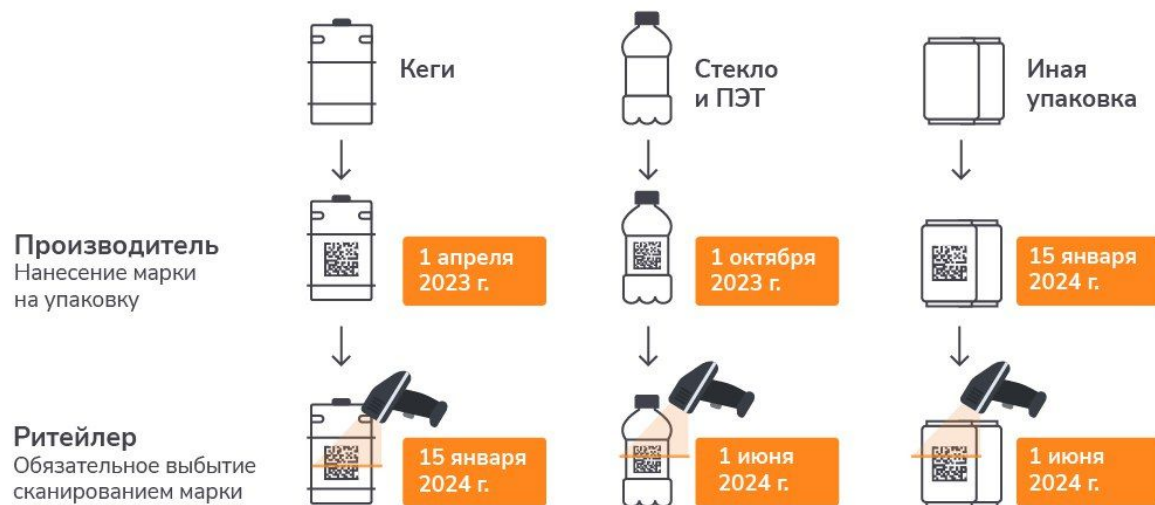 Кеги
Стекло
и ПЭТ
Иная
упаковка
Производитель
Нанесение марки
на упаковку
1 апреля
2023 г.
1 октября
2023 г.
15 января
2024 г.
Ритейлер
Обязательное выбытие
сканированием марки
15 января
2024 г.
1 июня
2024 г.
1 июня
2024 г.